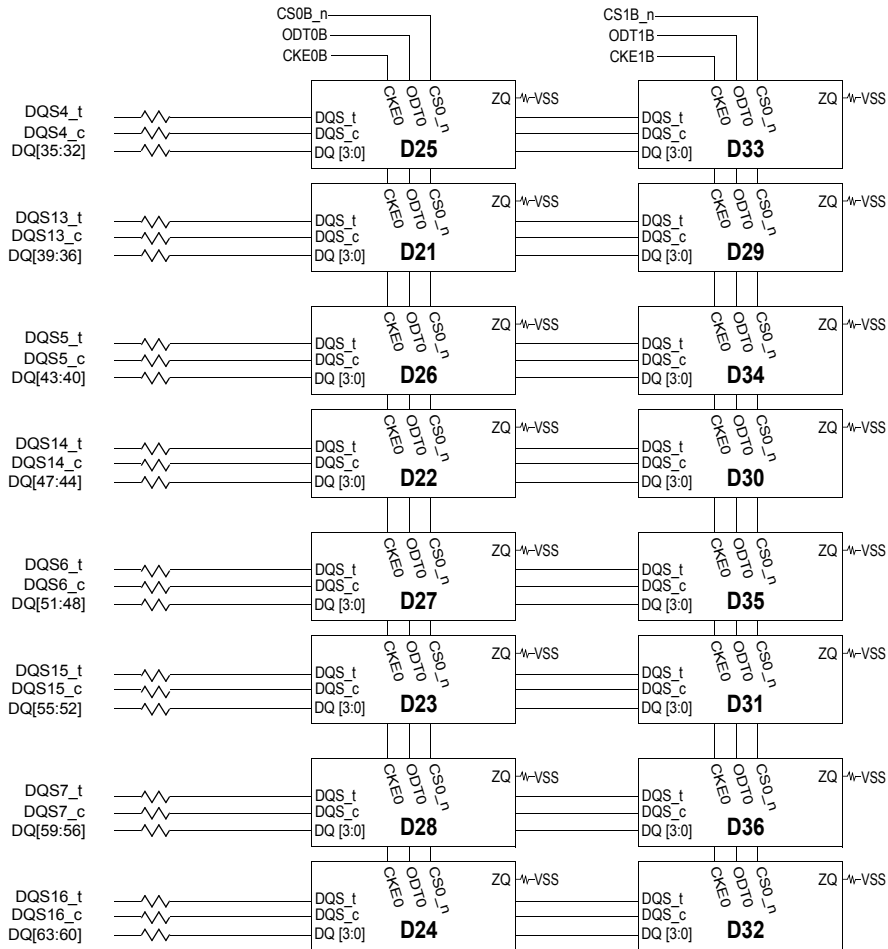 CS0B_n
ODT0B
CKE0B
CS1B_n
ODT1B
CKE1B
DQS4_t
DQS4_c
DQ[35:32]
DQS_t
DQS_c
DQ [3:0]
CKE0
ODT0
CS0_n
D25
ZQ
VSS
DQS_t
DQS_c
DQ [3:0]
CKE0
ODT0
CS0_n
D33
ZQ
VSS
DQS13_t
DQS13_c
DQ[39:36]
DQS_t
DQS_c
DQ [3:0]
CKE0
ODT0
CS0_n
D21
ZQ
VSS
DQS_t
DQS_c
DQ [3:0]
CKE0
ODT0
CS0_n
D29
ZQ
VSS
DQS5_t
DQS5_c
DQ[43:40]
DQS_t
DQS_c
DQ [3:0]
CKE0
ODT0
CS0_n
D26
ZQ
VSS
DQS_t
DQS_c
DQ [3:0]
CKE0
ODT0
CS0_n
D34
ZQ
VSS
DQS14_t
DQS14_c
DQ[47:44]
DQS_t
DQS_c
DQ [3:0]
CKE0
ODT0
CS0_n
D22
ZQ
VSS
DQS_t
DQS_c
DQ [3:0]
CKE0
ODT0
CS0_n
D30
ZQ
VSS
DQS6_t
DQS6_c
DQ[51:48]
DQS_t
DQS_c
DQ [3:0]
CKE0
ODT0
CS0_n
D27
ZQ
VSS
DQS_t
DQS_c
DQ [3:0]
CKE0
ODT0
CS0_n
D35
ZQ
VSS
DQS15_t
DQS15_c
DQ[55:52]
DQS_t
DQS_c
DQ [3:0]
CKE0
ODT0
CS0_n
D23
ZQ
VSS
DQS_t
DQS_c
DQ [3:0]
CKE0
ODT0
CS0_n
D31
ZQ
VSS
DQS7_t
DQS7_c
DQ[59:56]
DQS_t
DQS_c
DQ [3:0]
CKE0
ODT0
CS0_n
D28
ZQ
VSS
DQS_t
DQS_c
DQ [3:0]
CKE0
ODT0
CS0_n
D36
ZQ
VSS
DQS16_t
DQS16_c
DQ[63:60]
DQS_t
DQS_c
DQ [3:0]
CKE0
ODT0
CS0_n
D24
ZQ
VSS
DQS_t
DQS_c
DQ [3:0]
CKE0
ODT0
CS0_n
D32
ZQ
VSS